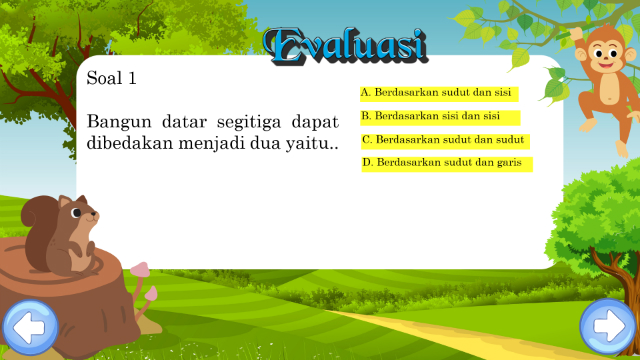 Evaluasi
Soal 1
Bangun datar segitiga dapat
dibedakan menjadi dua yaitu..
A. Berdasarkan sudut dan sisi
B. Berdasarkan sisi dan sisi
C. Berdasarkan sudut dan sudut
D. Berdasarkan sudut dan garis